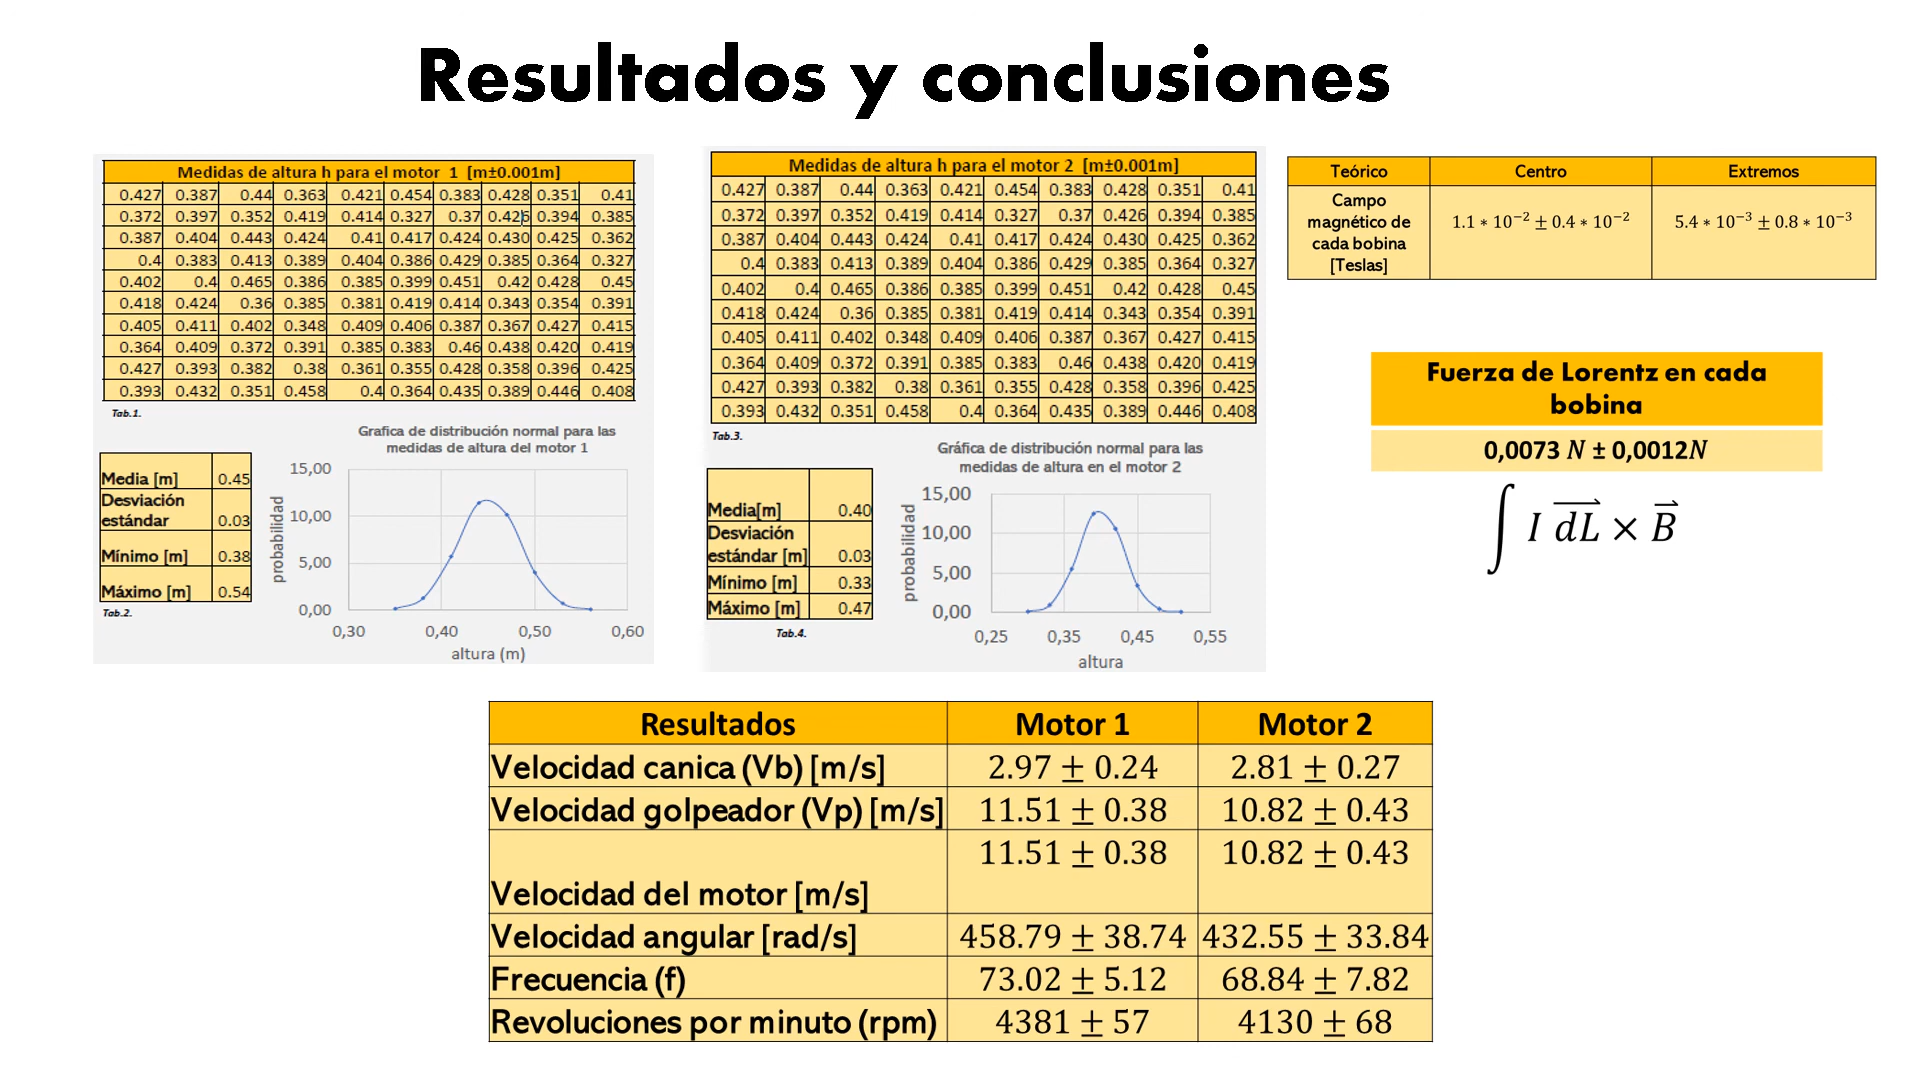 Resultados y conclusiones
Medidas de altura h para el motor 1 [m±0.001m]
0.427 0.387 0.44 0.363 0.421 0.454 0.383 0.428 0.351 0.41
0.372 0.397 0.352 0.419 0.414 0.327 0.37 0.426 0.394 0.385
0.387 0.404 0.443 0.424 0.41 0.417 0.424 0.430 0.425 0.362
0.4 0.383 0.413 0.389 0.404 0.386 0.429 0.385 0.364 0.327
0.402 0.4 0.465 0.386 0.385 0.399 0.451 0.42 0.428 0.45
0.418 0.424 0.36 0.385 0.381 0.419 0.414 0.343 0.354 0.391
0.405 0.411 0.402 0.348 0.409 0.406 0.387 0.367 0.427 0.415
0.364 0.409 0.372 0.391 0.385 0.383 0.46 0.438 0.420 0.419
0.427 0.393 0.382 0.38 0.361 0.355 0.428 0.358 0.396 0.425
0.393 0.432 0.351 0.458 0.4 0.364 0.435 0.389 0.446 0.408
Tab.1.
Media [m] 0.45
Desviación
estándar 0.03
Mínimo [m] 0.38
Máximo [m] 0.54
Tab.2.
Grafica de distribución normal para las
medidas de altura del motor 1
probabilidad
15,00
10,00
5,00
0,00
0,30 0,40 0,50 0,60
altura (m)
Medidas de altura h para el motor 2 [m±0.001m]
0.427 0.387 0.44 0.363 0.421 0.454 0.383 0.428 0.351 0.41
0.372 0.397 0.352 0.419 0.414 0.327 0.37 0.426 0.394 0.385
0.387 0.404 0.443 0.424 0.41 0.417 0.424 0.430 0.425 0.362
0.4 0.383 0.413 0.389 0.404 0.386 0.429 0.385 0.364 0.327
0.402 0.4 0.465 0.386 0.385 0.399 0.451 0.42 0.428 0.45
0.418 0.424 0.36 0.385 0.381 0.419 0.414 0.343 0.354 0.391
0.405 0.411 0.402 0.348 0.409 0.406 0.387 0.367 0.427 0.415
0.364 0.409 0.372 0.391 0.385 0.383 0.46 0.438 0.420 0.419
0.427 0.393 0.382 0.38 0.361 0.355 0.428 0.358 0.396 0.425
0.393 0.432 0.351 0.458 0.4 0.364 0.435 0.389 0.446 0.408
Tab.3.
Media[m] 0.40
Desviación
estándar [m] 0.03
Mínimo [m] 0.33
Máximo [m] 0.47
Tab.4.
Gráfica de distribución normal para las
medidas de altura en el motor 2
probabilidad
15,00
10,00
5,00
0,00
0,25 0,35 0,45 0,55
altura
Teórico Centro Extremos
Campo
magnético de
cada bobina
[Teslas]
1.1 * 10⁻² ± 0.4 * 10⁻² 5.4 * 10⁻³ ± 0.8 * 10⁻³
Fuerza de Lorentz en cada
bobina
0,0073 N ± 0,0012N
∫ I dL⃗ × B⃗
Resultados Motor 1 Motor 2
Velocidad canica (Vb) [m/s] 2.97 ± 0.24 2.81 ± 0.27
Velocidad golpeador (Vp) [m/s] 11.51 ± 0.38 10.82 ± 0.43
Velocidad del motor [m/s] 11.51 ± 0.38 10.82 ± 0.43
Velocidad angular [rad/s] 458.79 ± 38.74 432.55 ± 33.84
Frecuencia (f) 73.02 ± 5.12 68.84 ± 7.82
Revoluciones por minuto (rpm) 4381 ± 57 4130 ± 68